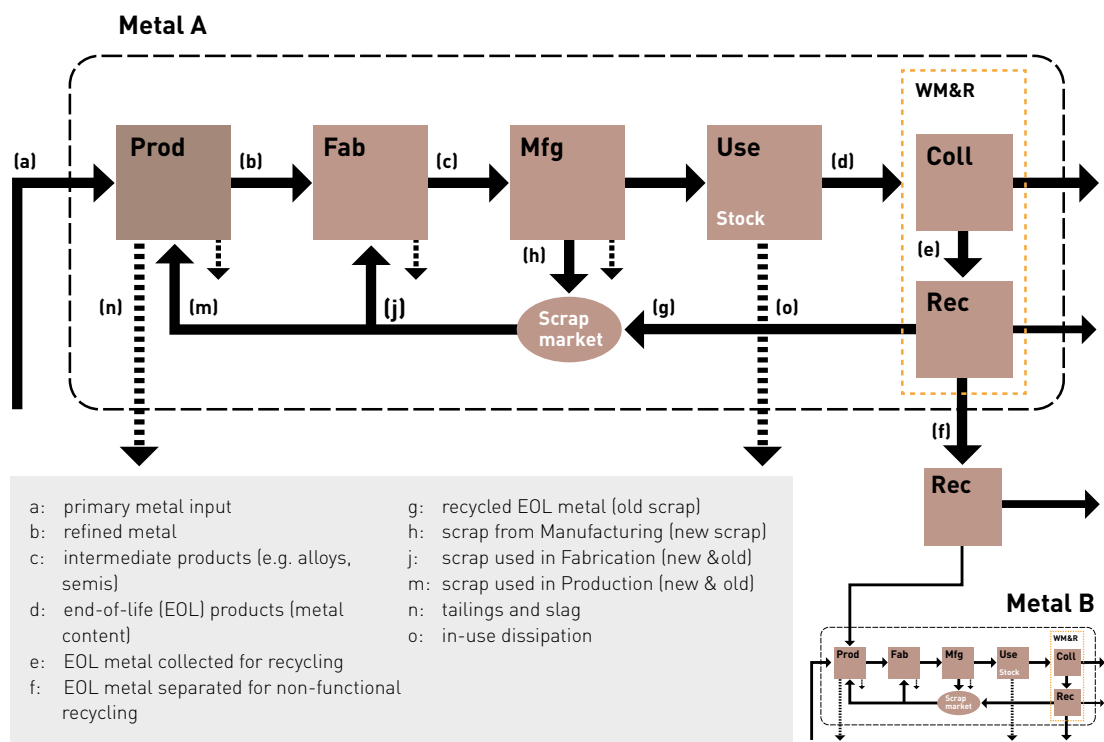 Metal A
WM&R
(a)
Prod
(b)
Fab
(c)
Mfg
Use
Stock
(d)
Coll
(e)
(h)
(n)
(m)
(j)
Scrap
market
(g)
(o)
Rec
(f)
Rec
a: primary metal input
b: refined metal
c: intermediate products (e.g. alloys,
semis)
d: end-of-life (EOL) products (metal
content)
e: EOL metal collected for recycling
f: EOL metal separated for non-functional
recycling
g: recycled EOL metal (old scrap)
h: scrap from Manufacturing (new scrap)
j: scrap used in Fabrication (new &old)
m: scrap used in Production (new & old)
n: tailings and slag
o: in-use dissipation
Metal B
WM&R
Prod
Fab
Mfg
Use
Stock
Coll
Scrap
market
Rec